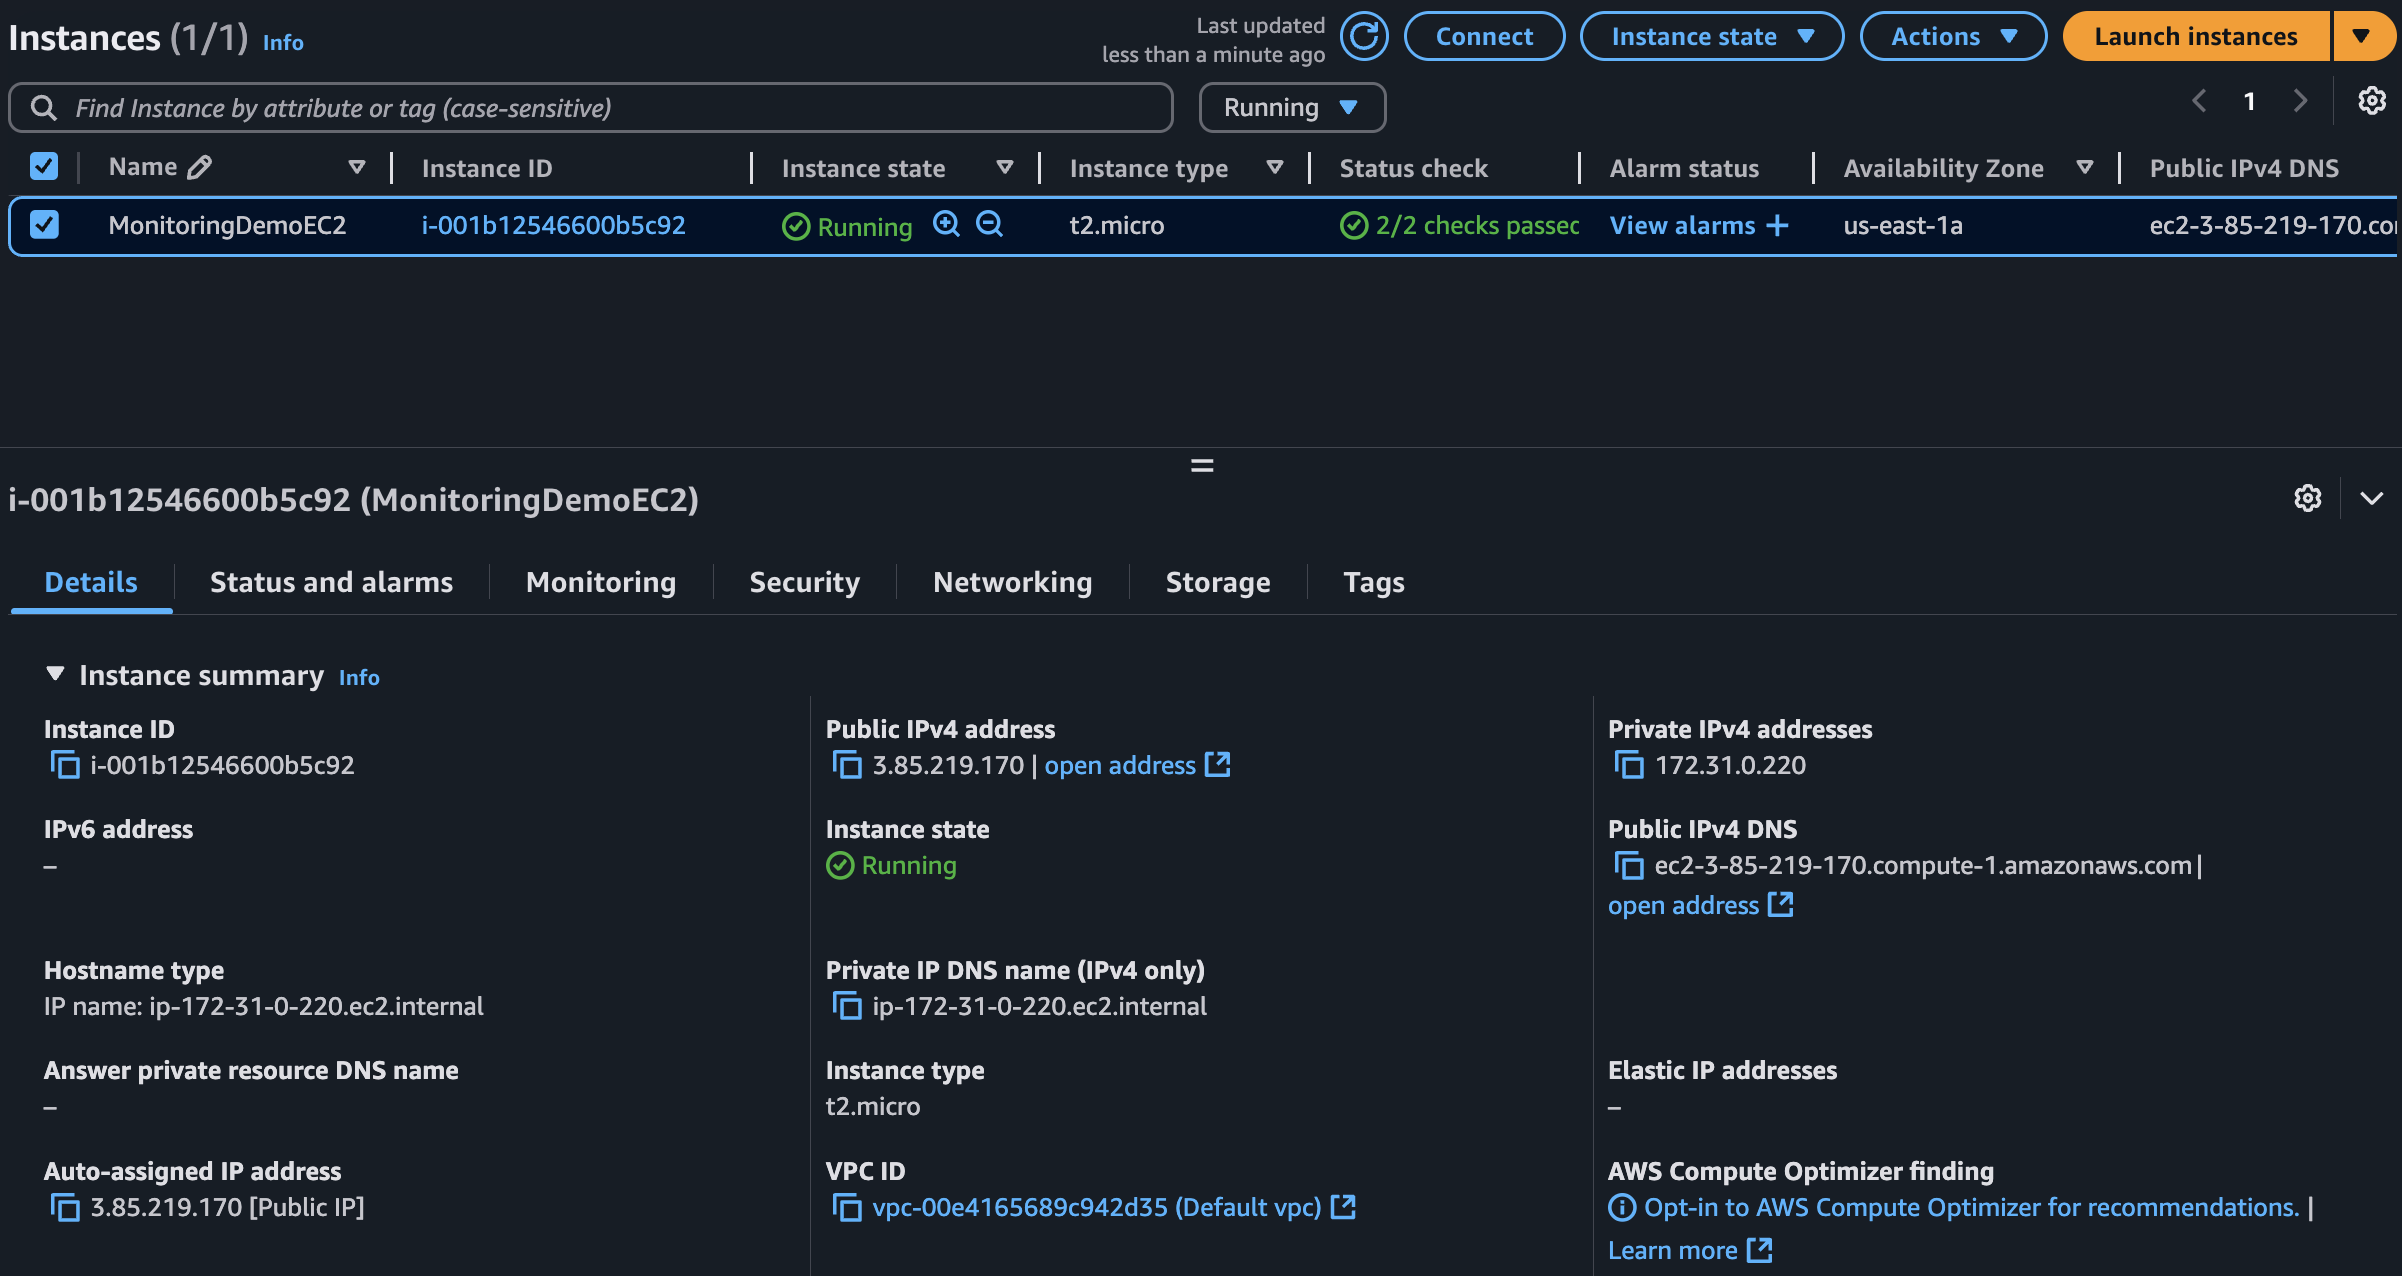 Instances (1/1) Info
Last updated
less than a minute ago
Connect
Instance state
Actions
Launch instances
Find Instance by attribute or tag (case-sensitive)
Running
1
Name Instance ID Instance state Instance type Status check Alarm status Availability Zone Public IPv4 DNS
MonitoringDemoEC2 i-001b12546600b5c92 Running t2.micro 2/2 checks passec View alarms + us-east-1a ec2-3-85-219-170.co
i-001b12546600b5c92 (MonitoringDemoEC2)
Details Status and alarms Monitoring Security Networking Storage Tags
Instance summary Info
Instance ID
i-001b12546600b5c92
Public IPv4 address
3.85.219.170 | open address
Private IPv4 addresses
172.31.0.220
IPv6 address
–
Instance state
Running
Public IPv4 DNS
ec2-3-85-219-170.compute-1.amazonaws.com |
open address
Hostname type
IP name: ip-172-31-0-220.ec2.internal
Private IP DNS name (IPv4 only)
ip-172-31-0-220.ec2.internal
Answer private resource DNS name
–
Instance type
t2.micro
Elastic IP addresses
–
Auto-assigned IP address
3.85.219.170 [Public IP]
VPC ID
vpc-00e4165689c942d35 (Default vpc)
AWS Compute Optimizer finding
Opt-in to AWS Compute Optimizer for recommendations. |
Learn more